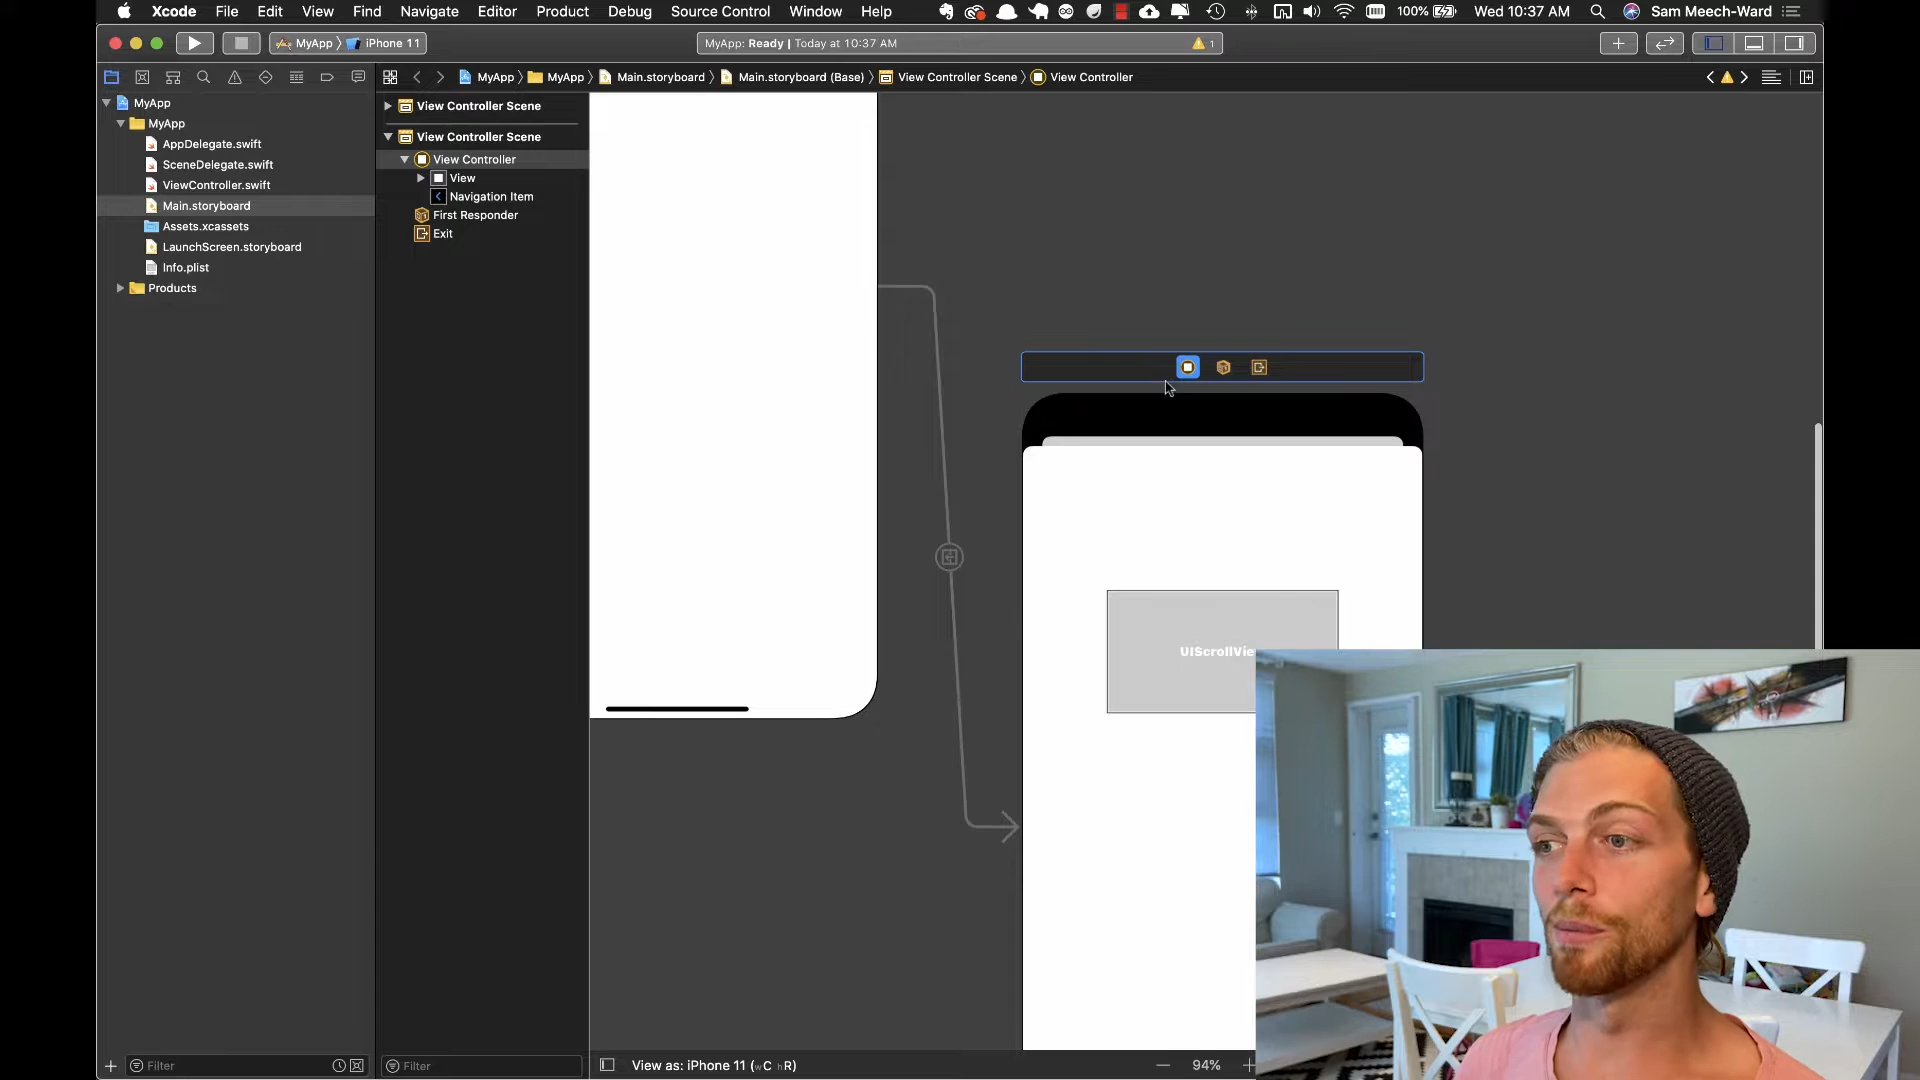 Xcode File Edit View Find Navigate Editor Product Debug Source Control Window Help 100% Wed 10:37 AM Sam Meech-Ward
MyApp iPhone 11 MyApp: Ready | Today at 10:37 AM 1
MyApp MyApp Main.storyboard Main.storyboard (Base) View Controller Scene View Controller
MyApp
MyApp
AppDelegate.swift
SceneDelegate.swift
ViewController.swift
Main.storyboard
Assets.xcassets
LaunchScreen.storyboard
Info.plist
Products
View Controller Scene
View Controller Scene
View Controller
View
Navigation Item
First Responder
Exit
UIScrollVie
Filter
Filter
View as: iPhone 11 (wC hR)
94%